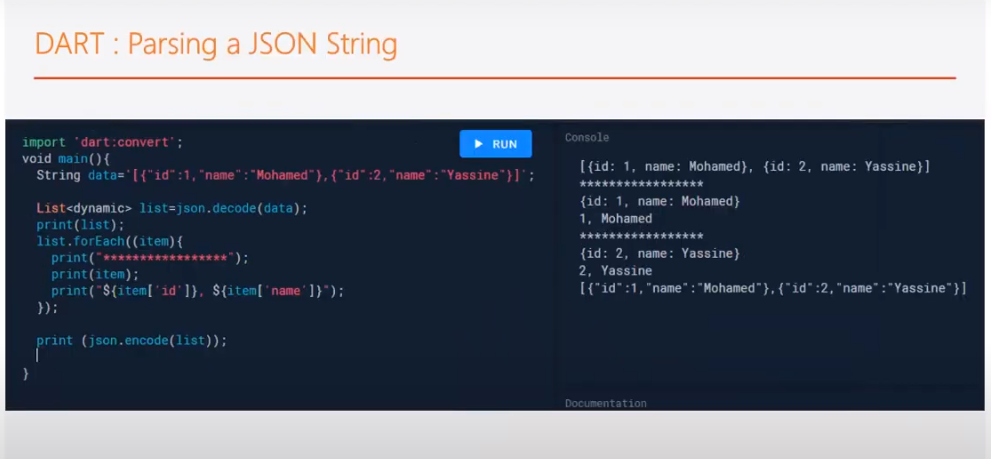 DART : Parsing a JSON String
import 'dart:convert';
void main(){
String data='[{"id":1,"name":"Mohamed"},{"id":2,"name":"Yassine"}]';
List<dynamic> list=json.decode(data);
print(list);
list.forEach((item){
print("*****************");
print(item);
print("${item['id']}, ${item['name']}");
});
print (json.encode(list));
}
RUN
Console
[{id: 1, name: Mohamed}, {id: 2, name: Yassine}]
*****************
{id: 1, name: Mohamed}
1, Mohamed
*****************
{id: 2, name: Yassine}
2, Yassine
[{"id":1,"name":"Mohamed"},{"id":2,"name":"Yassine"}]
Documentation